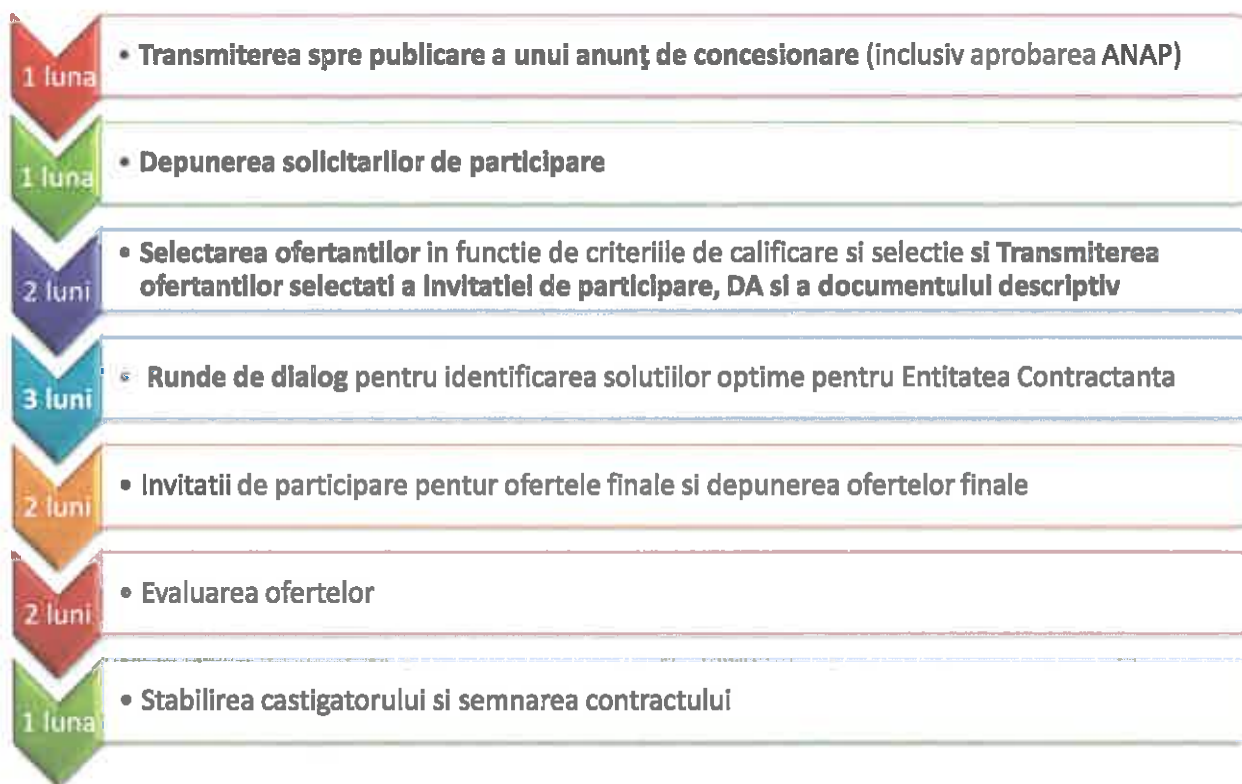 1 luna
• Transmiterea spre publicare a unui anunţ de concesionare (inclusiv aprobarea ANAP)
1 luna
• Depunerea solicitarilor de participare
2 luni
• Selectarea ofertantilor in functie de criteriile de calificare si selectie si Transmiterea
ofertantilor selectati a invitatiei de participare, DA si a documentului descriptiv
3 luni
• Runde de dialog pentru identificarea solutiilor optime pentru Entitatea Contractanta
2 luni
• Invitatii de participare pentur ofertele finale si depunerea ofertelor finale
2 luni
• Evaluarea ofertelor
1 luna
• Stabilirea castigatorului si semnarea contractului